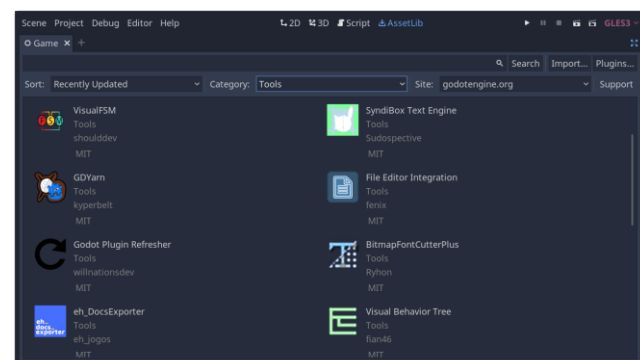 Scene Project Debug Editor Help 2D 3D Script AssetLib GLES3
Game
Search Import... Plugins...
Sort: Recently Updated Category: Tools Site: godotengine.org Support
VisualFSM
Tools
shoulddev
MIT
SyndiBox Text Engine
Tools
Sudospective
MIT
GDYarn
Tools
kyperbelt
MIT
File Editor Integration
Tools
fenix
MIT
Godot Plugin Refresher
Tools
willnationsdev
MIT
BitmapFontCutterPlus
Tools
Ryhon
MIT
eh_
docs_
exporter
eh_DocsExporter
Tools
eh_jogos
MIT
Visual Behavior Tree
Tools
fian46
MIT